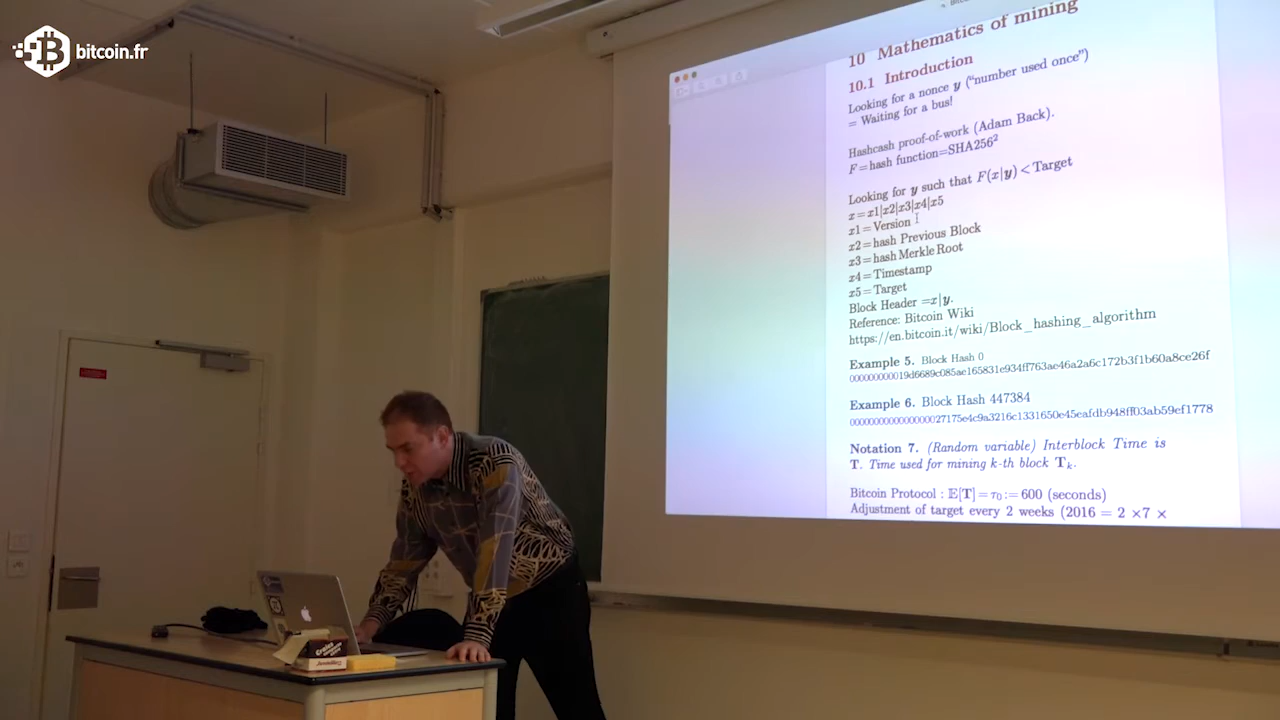 bitcoin.fr
10 Mathematics of mining
10.1 Introduction
Looking for a nonce y (“number used once”)
= Waiting for a bus!
Hashcash proof-of-work (Adam Back).
F = hash function=SHA256²
Looking for y such that F(x|y) < Target
x = x1|x2|x3|x4|x5
x1 = Version
x2 = hash Previous Block
x3 = hash Merkle Root
x4 = Timestamp
x5 = Target
Block Header =x|y.
Reference: Bitcoin Wiki
https://en.bitcoin.it/wiki/Block_hashing_algorithm
Example 5. Block Hash 0
000000000019d6689c085ae165831e934ff763ae46a2a6c172b3f1b60a8ce26f
Example 6. Block Hash 447384
Notation 7. (Random variable) Interblock Time is
T. Time used for mining k-th block Tₖ.
Bitcoin Protocol : 𝔼[T] = τ₀ := 600 (seconds)
Adjustment of target every 2 weeks (2016 = 2 ×7 ×